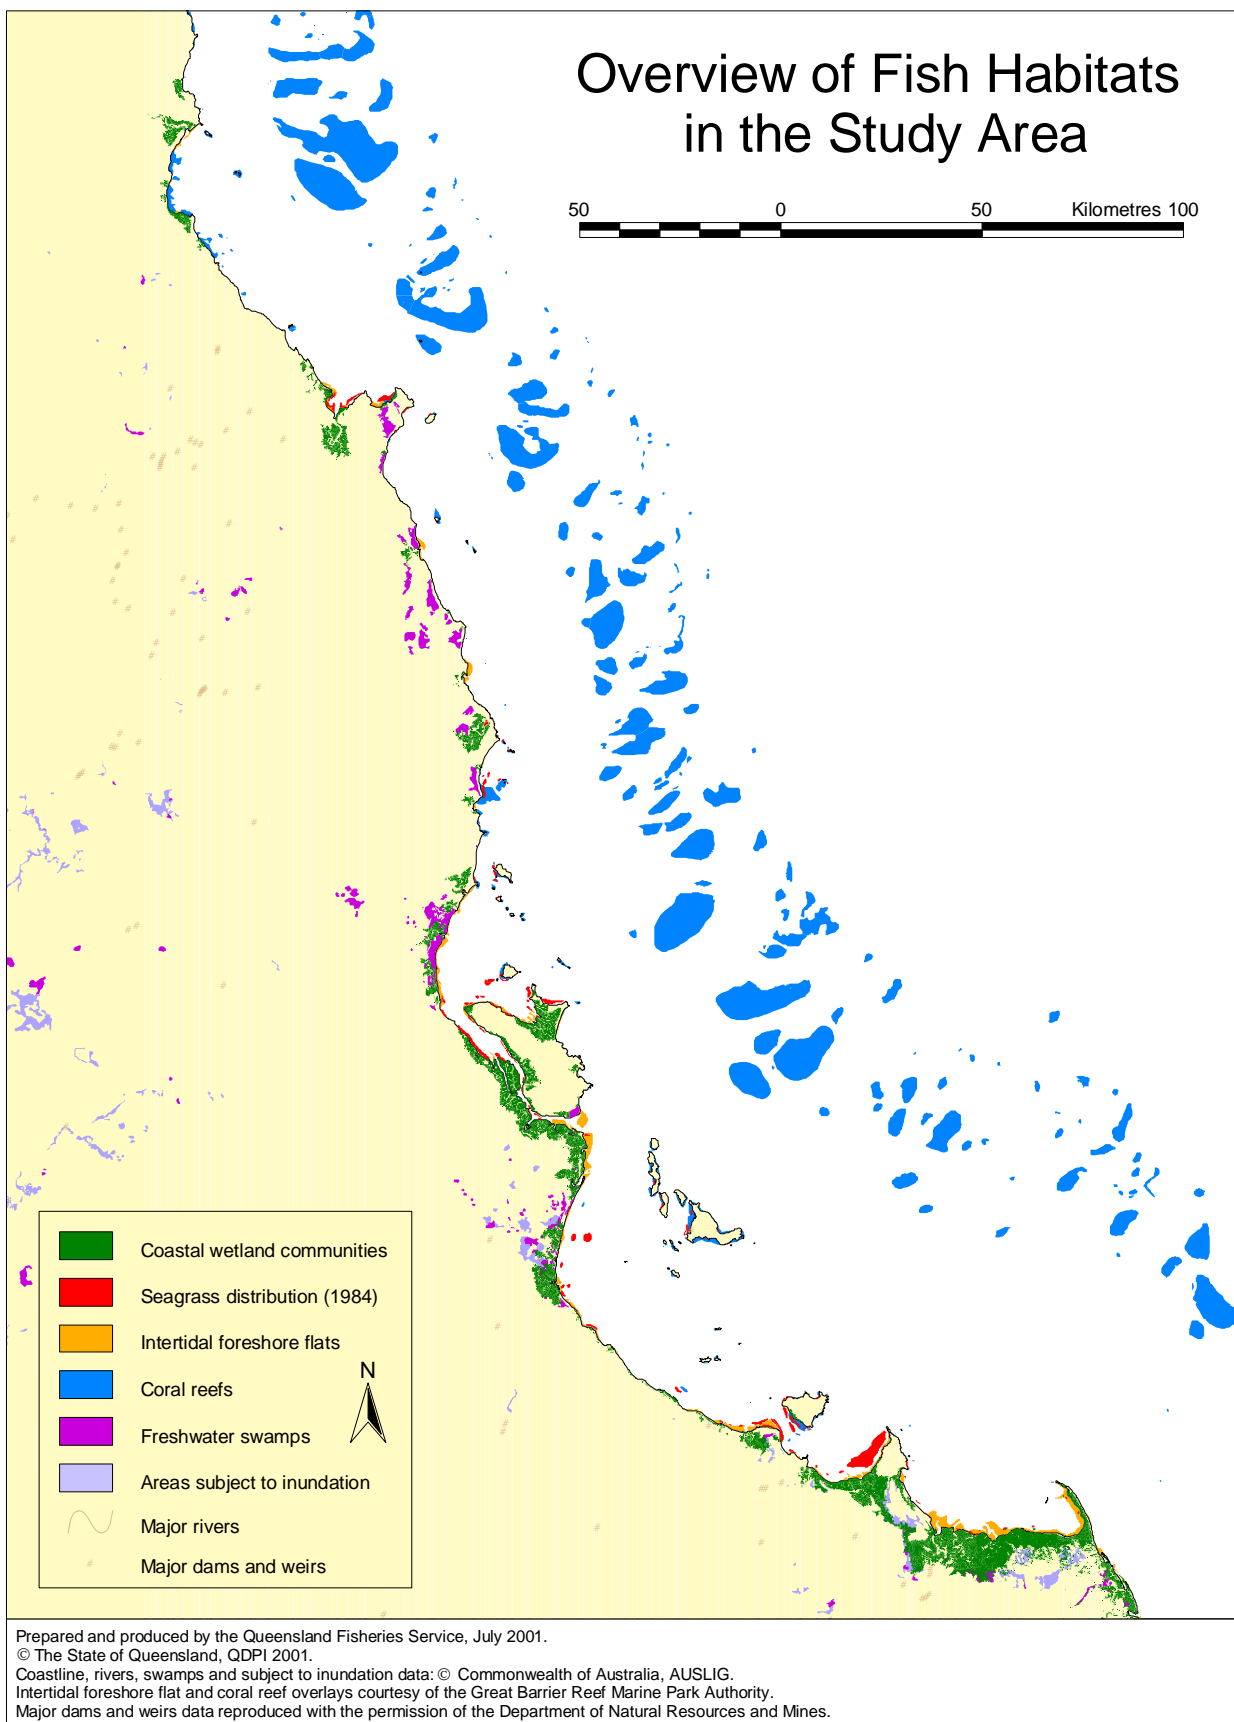 Overview of Fish Habitats
in the Study Area
50 0 50 Kilometres 100
Coastal wetland communities
Seagrass distribution (1984)
Intertidal foreshore flats
N
Coral reefs
Freshwater swamps
Areas subject to inundation
Major rivers
# Major dams and weirs
Prepared and produced by the Queensland Fisheries Service, July 2001.
© The State of Queensland, QDPI 2001.
Coastline, rivers, swamps and subject to inundation data: © Commonwealth of Australia, AUSLIG.
Intertidal foreshore flat and coral reef overlays courtesy of the Great Barrier Reef Marine Park Authority.
Major dams and weirs data reproduced with the permission of the Department of Natural Resources and Mines.